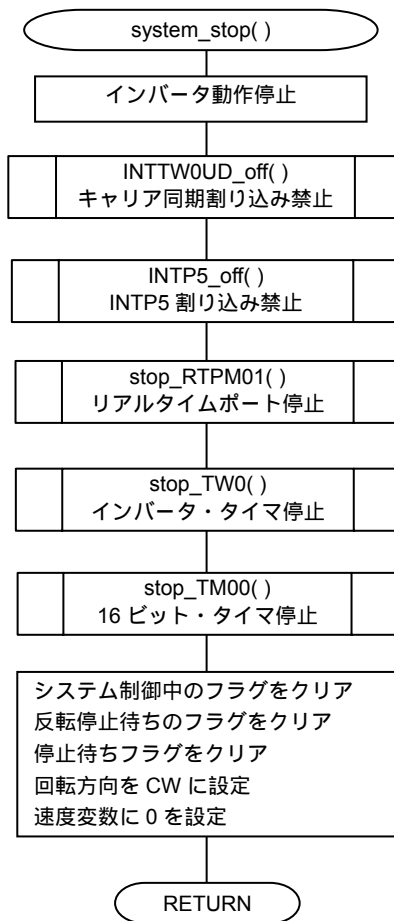 system_stop( )
インバータ動作停止
INTTW0UD_off( )
キャリア同期割り込み禁止
INTP5_off( )
INTP5 割り込み禁止
stop_RTPM01( )
リアルタイムポート停止
stop_TW0( )
インバータ・タイマ停止
stop_TM00( )
16 ビット・タイマ停止
システム制御中のフラグをクリア
反転停止待ちのフラグをクリア
停止待ちフラグをクリア
回転方向を CW に設定
速度変数に 0 を設定
RETURN